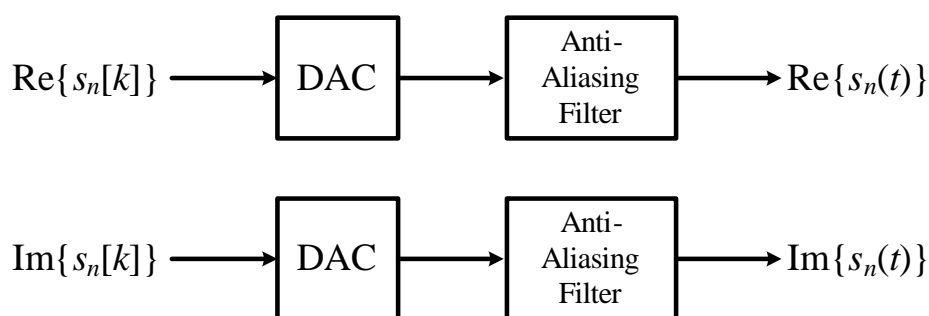 Re{sₙ[k]} DAC Anti-
Aliasing
Filter Re{sₙ(t)}
Im{sₙ[k]} DAC Anti-
Aliasing
Filter Im{sₙ(t)}